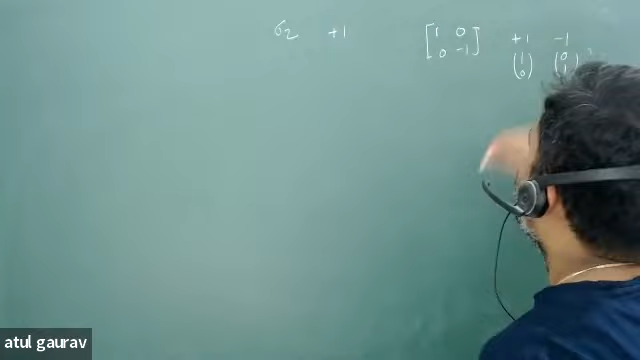 σ2 +1 [1 0 0 -1] +1 -1
(1 0) (0 1)
atul gaurav